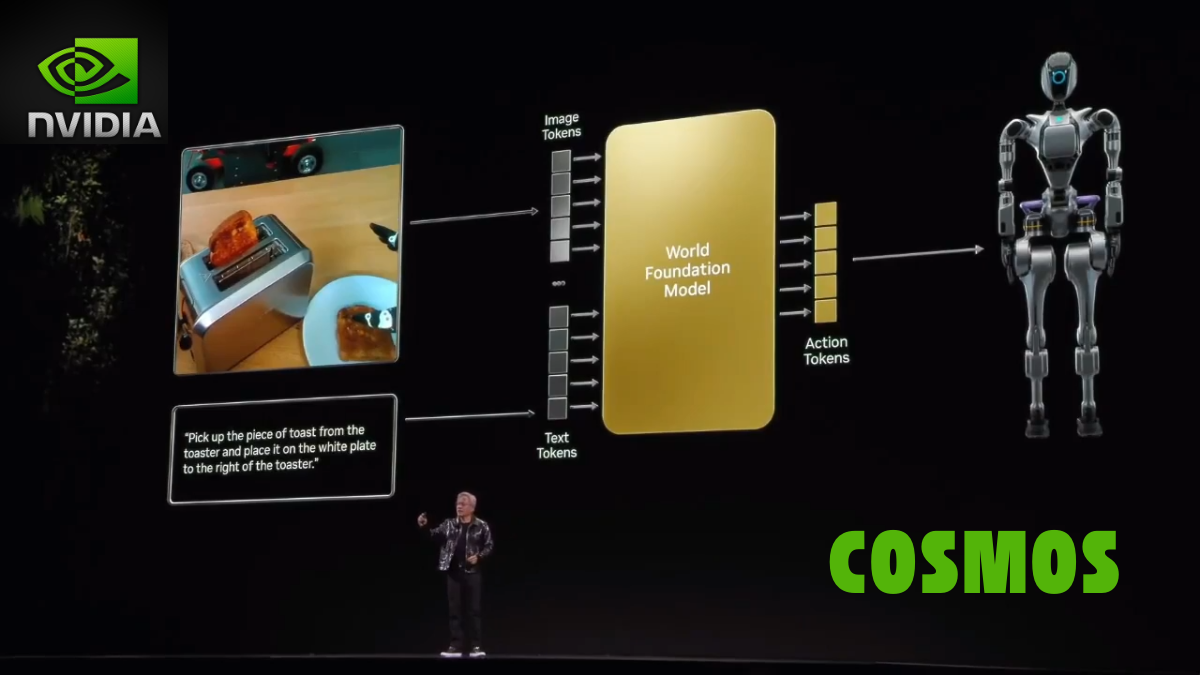 NVIDIA
Image
Tokens
World
Foundation
Model
Action
Tokens
"Pick up the piece of toast from the
toaster and place it on the white plate
to the right of the toaster."
Text
Tokens
COSMOS